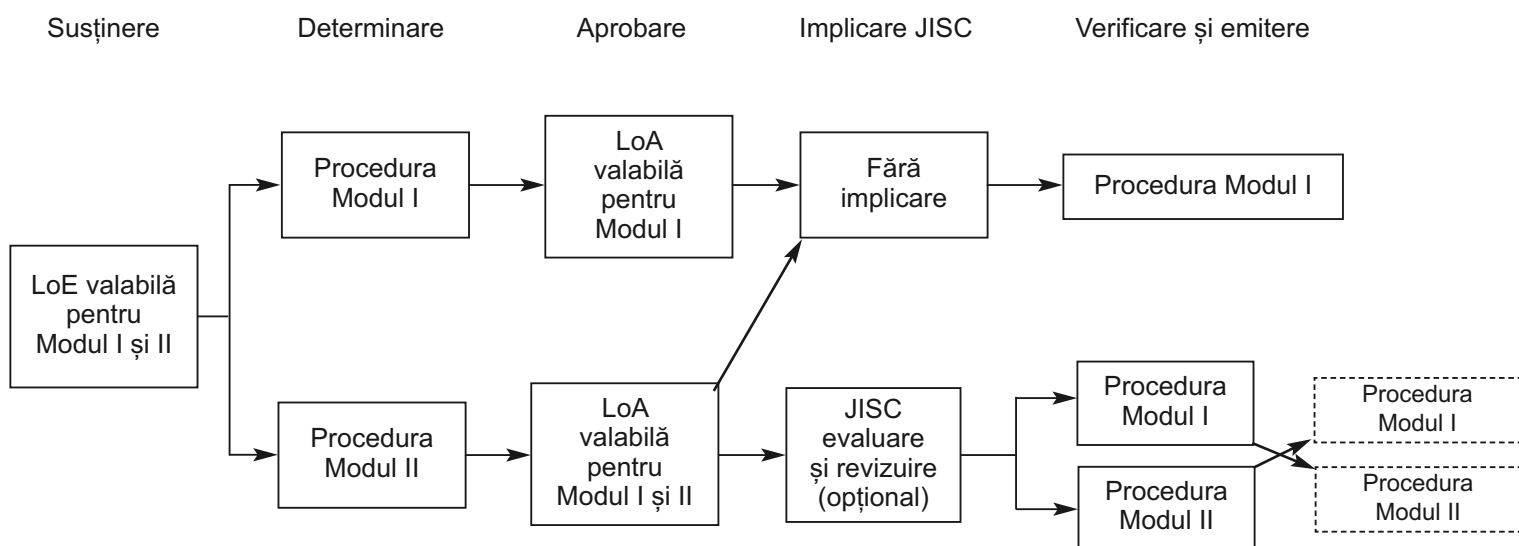 Susținere
Determinare
Aprobare
Implicare JISC
Verificare și emitere
LoE valabilă
pentru
Modul I și II
Procedura
Modul I
LoA
valabilă
pentru
Modul I
Fără
implicare
Procedura Modul I
Procedura
Modul II
LoA
valabilă
pentru
Modul I și II
JISC
evaluare
și revizuire
(opțional)
Procedura
Modul I
Procedura
Modul II
Procedura
Modul I
Procedura
Modul II